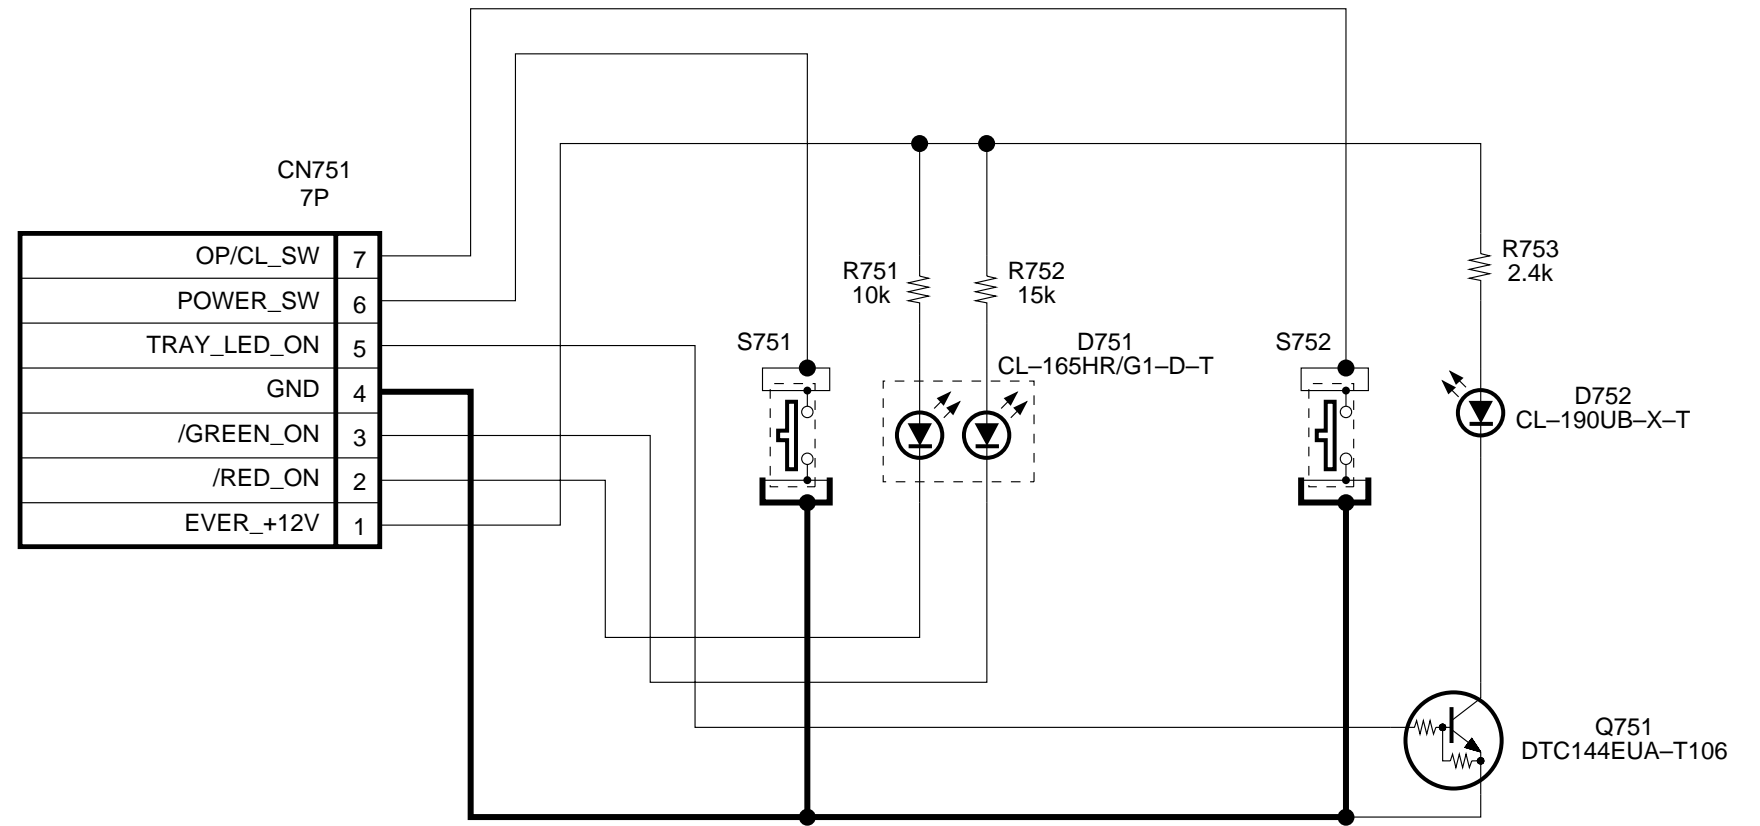 CN751
7P
OP/CL_SW 7
POWER_SW 6
TRAY_LED_ON 5
GND 4
/GREEN_ON 3
/RED_ON 2
EVER_+12V 1
R751
10k
R752
15k
R753
2.4k
S751
D751
CL–165HR/G1–D–T
S752
D752
CL–190UB–X–T
Q751
DTC144EUA–T106